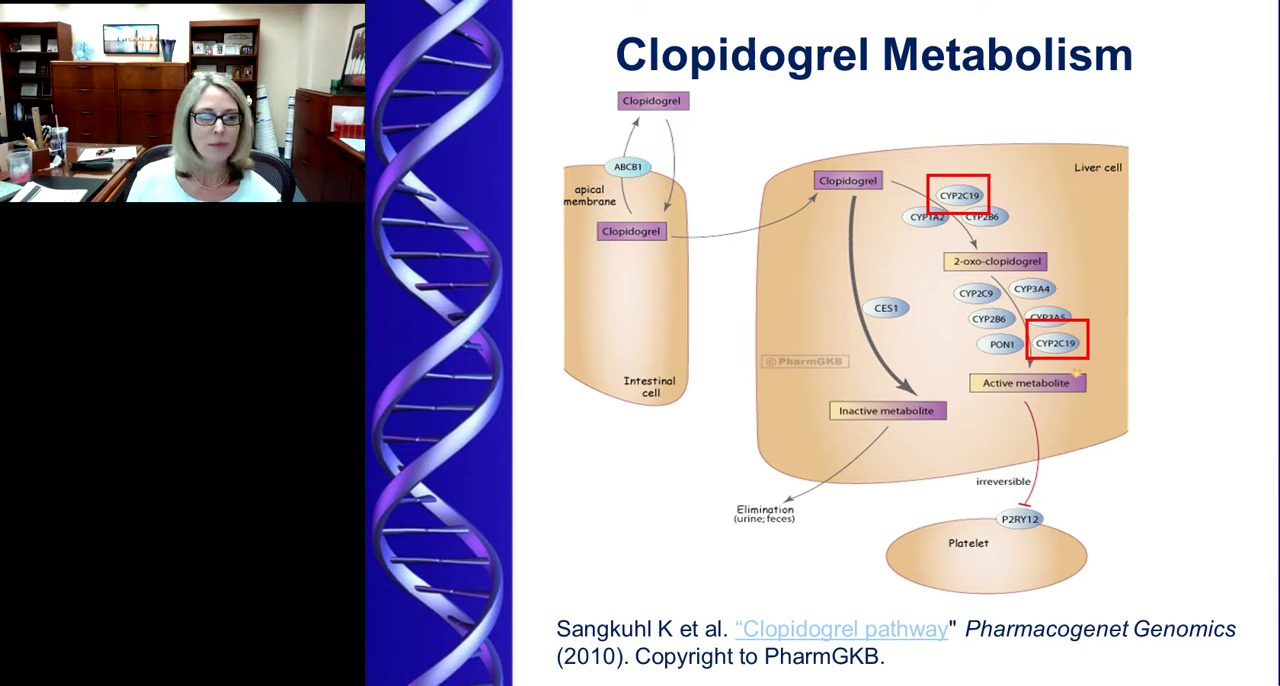 Clopidogrel Metabolism
Clopidogrel
ABCB1
apical
membrane
Clopidogrel
Intestinal
cell
Liver cell
Clopidogrel
CYP2C19
CYP1A2
CYP2B6
2-oxo-clopidogrel
CYP2C9
CYP3A4
CYP2B6
CYP3A5
PON1
CYP2C19
CES1
© PharmGKB
Active metabolite
Inactive metabolite
Elimination
(urine; feces)
irreversible
P2RY12
Platelet
Sangkuhl K et al. “Clopidogrel pathway" Pharmacogenet Genomics
(2010). Copyright to PharmGKB.